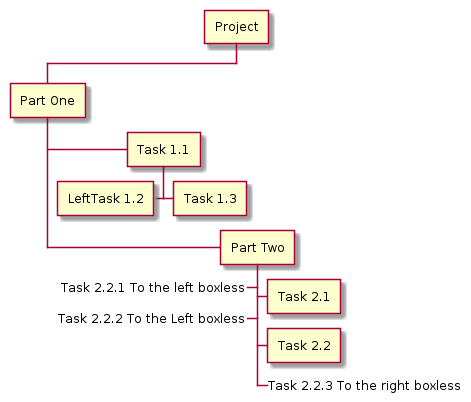 Project
Part One
Task 1.1
LeftTask 1.2
Task 1.3
Part Two
Task 2.2.1 To the left boxless
Task 2.1
Task 2.2.2 To the Left boxless
Task 2.2
Task 2.2.3 To the right boxless